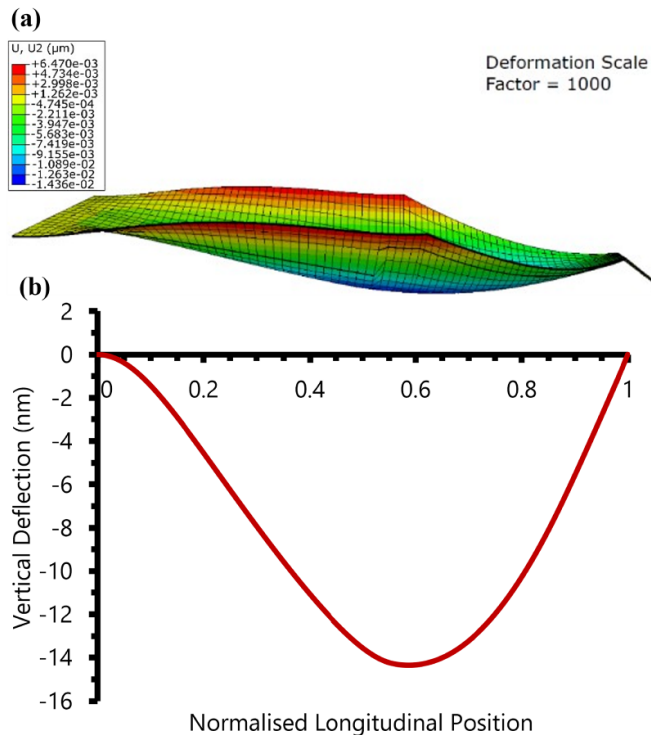 (a)
U, U2 (µm)
+6.470e-03
+4.734e-03
+2.998e-03
+1.262e-03
-4.745e-04
-2.211e-03
-3.947e-03
-5.683e-03
-7.419e-03
-9.155e-03
-1.089e-02
-1.263e-02
-1.436e-02
Deformation Scale
Factor = 1000
(b)
2
0
-2
-4
-6
-8
-10
-12
-14
-16
0 0.2 0.4 0.6 0.8 1
Vertical Deflection (nm)
Normalised Longitudinal Position